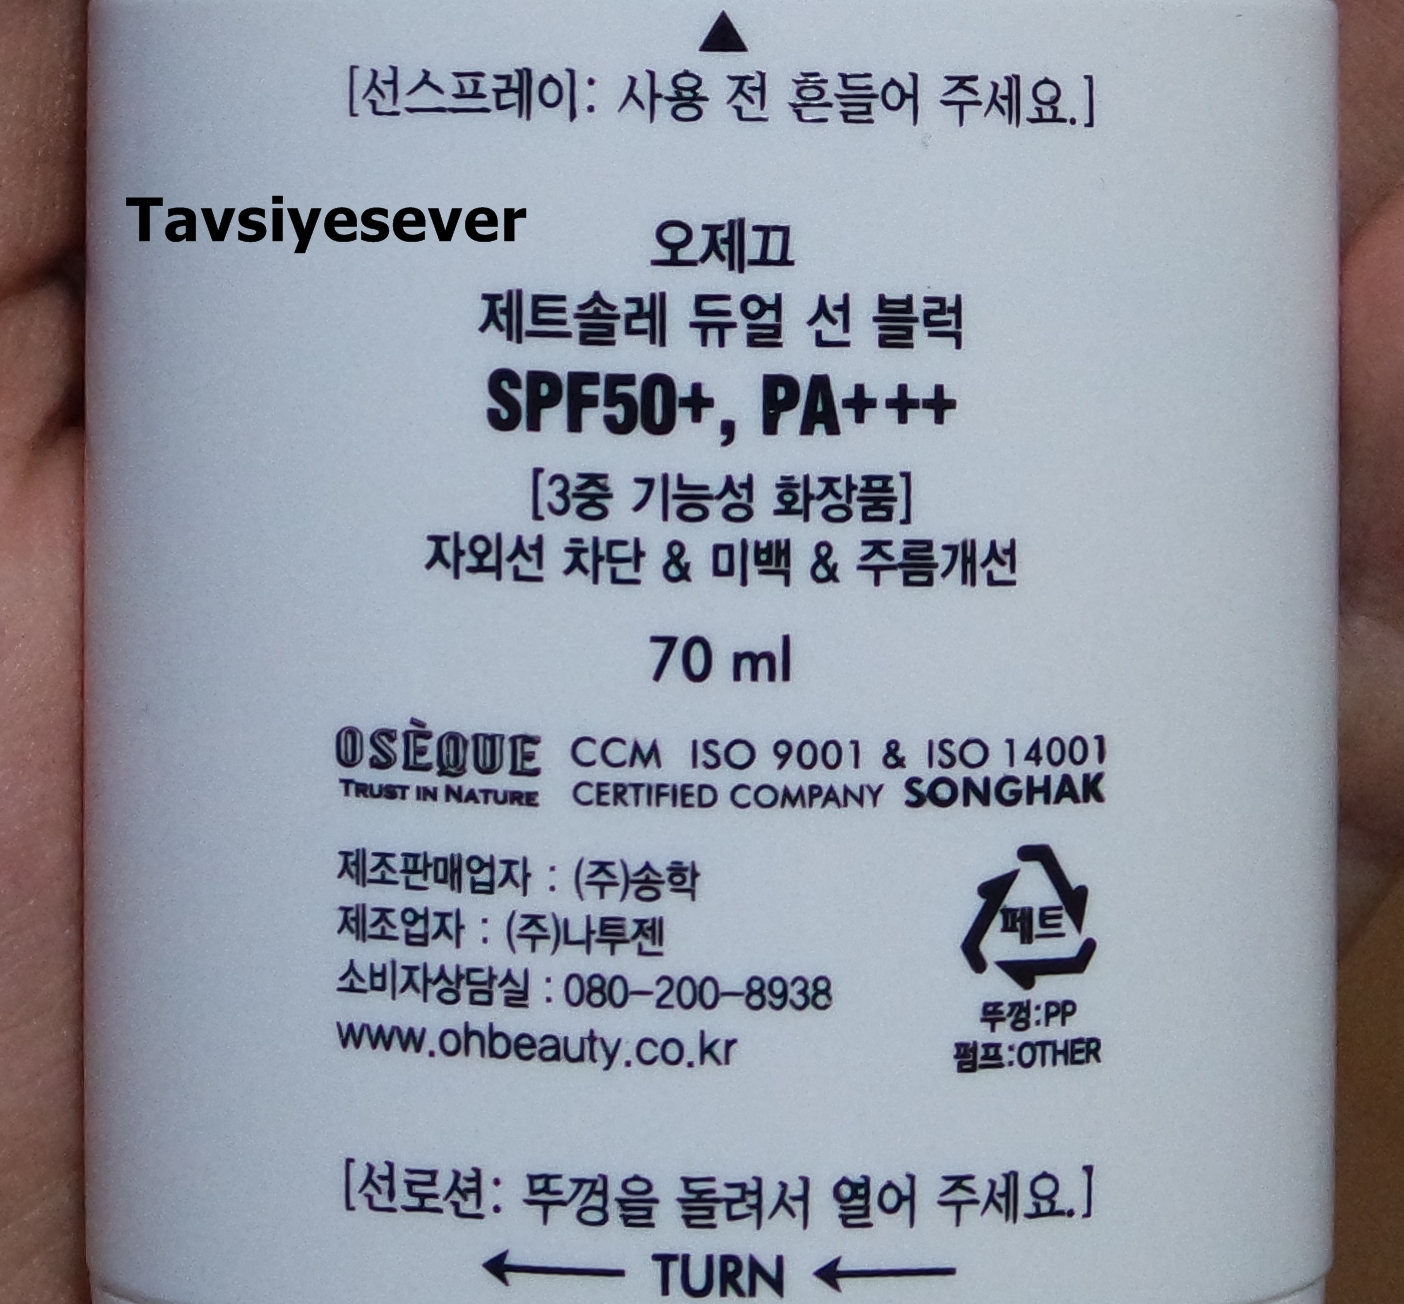 ▲
[선스프레이: 사용 전 흔들어 주세요.]
Tavsiyesever
오제끄
제트솔레 듀얼 선 블럭
SPF50+, PA+++
[3중 기능성 화장품]
자외선 차단 & 미백 & 주름개선
70 ml
OSÈQUE CCM ISO 9001 & ISO 14001
TRUST IN NATURE CERTIFIED COMPANY SONGHAK
제조판매업자 : (주)송학
제조업자 : (주)나투젠
소비자상담실 : 080-200-8938
www.ohbeauty.co.kr
페트
뚜껑:PP
펌프:OTHER
[선로션: 뚜껑을 돌려서 열어 주세요.]
← TURN ←